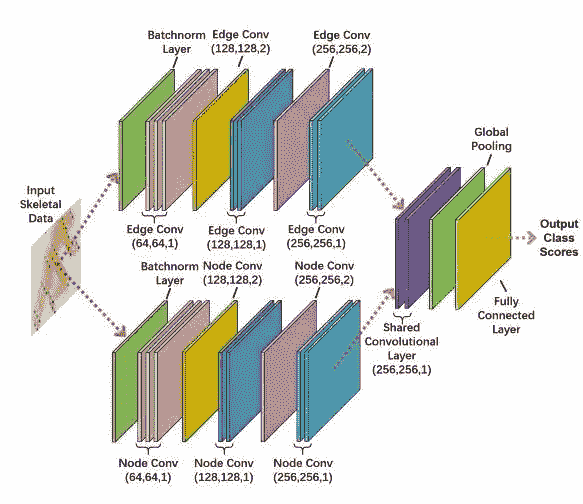 Batchnorm
Layer
Edge Conv
(128,128,2)
Edge Conv
(256,256,2)
Edge Conv
(64,64,1)
Edge Conv
(128,128,1)
Edge Conv
(256,256,1)
Input
Skeletal
Data
Global
Pooling
Output
Class
Scores
Batchnorm
Layer
Node Conv
(128,128,2)
Node Conv
(256,256,2)
Shared
Convolutional
Layer
(256,256,1)
Fully
Connected
Layer
Node Conv
(64,64,1)
Node Conv
(128,128,1)
Node Conv
(256,256,1)